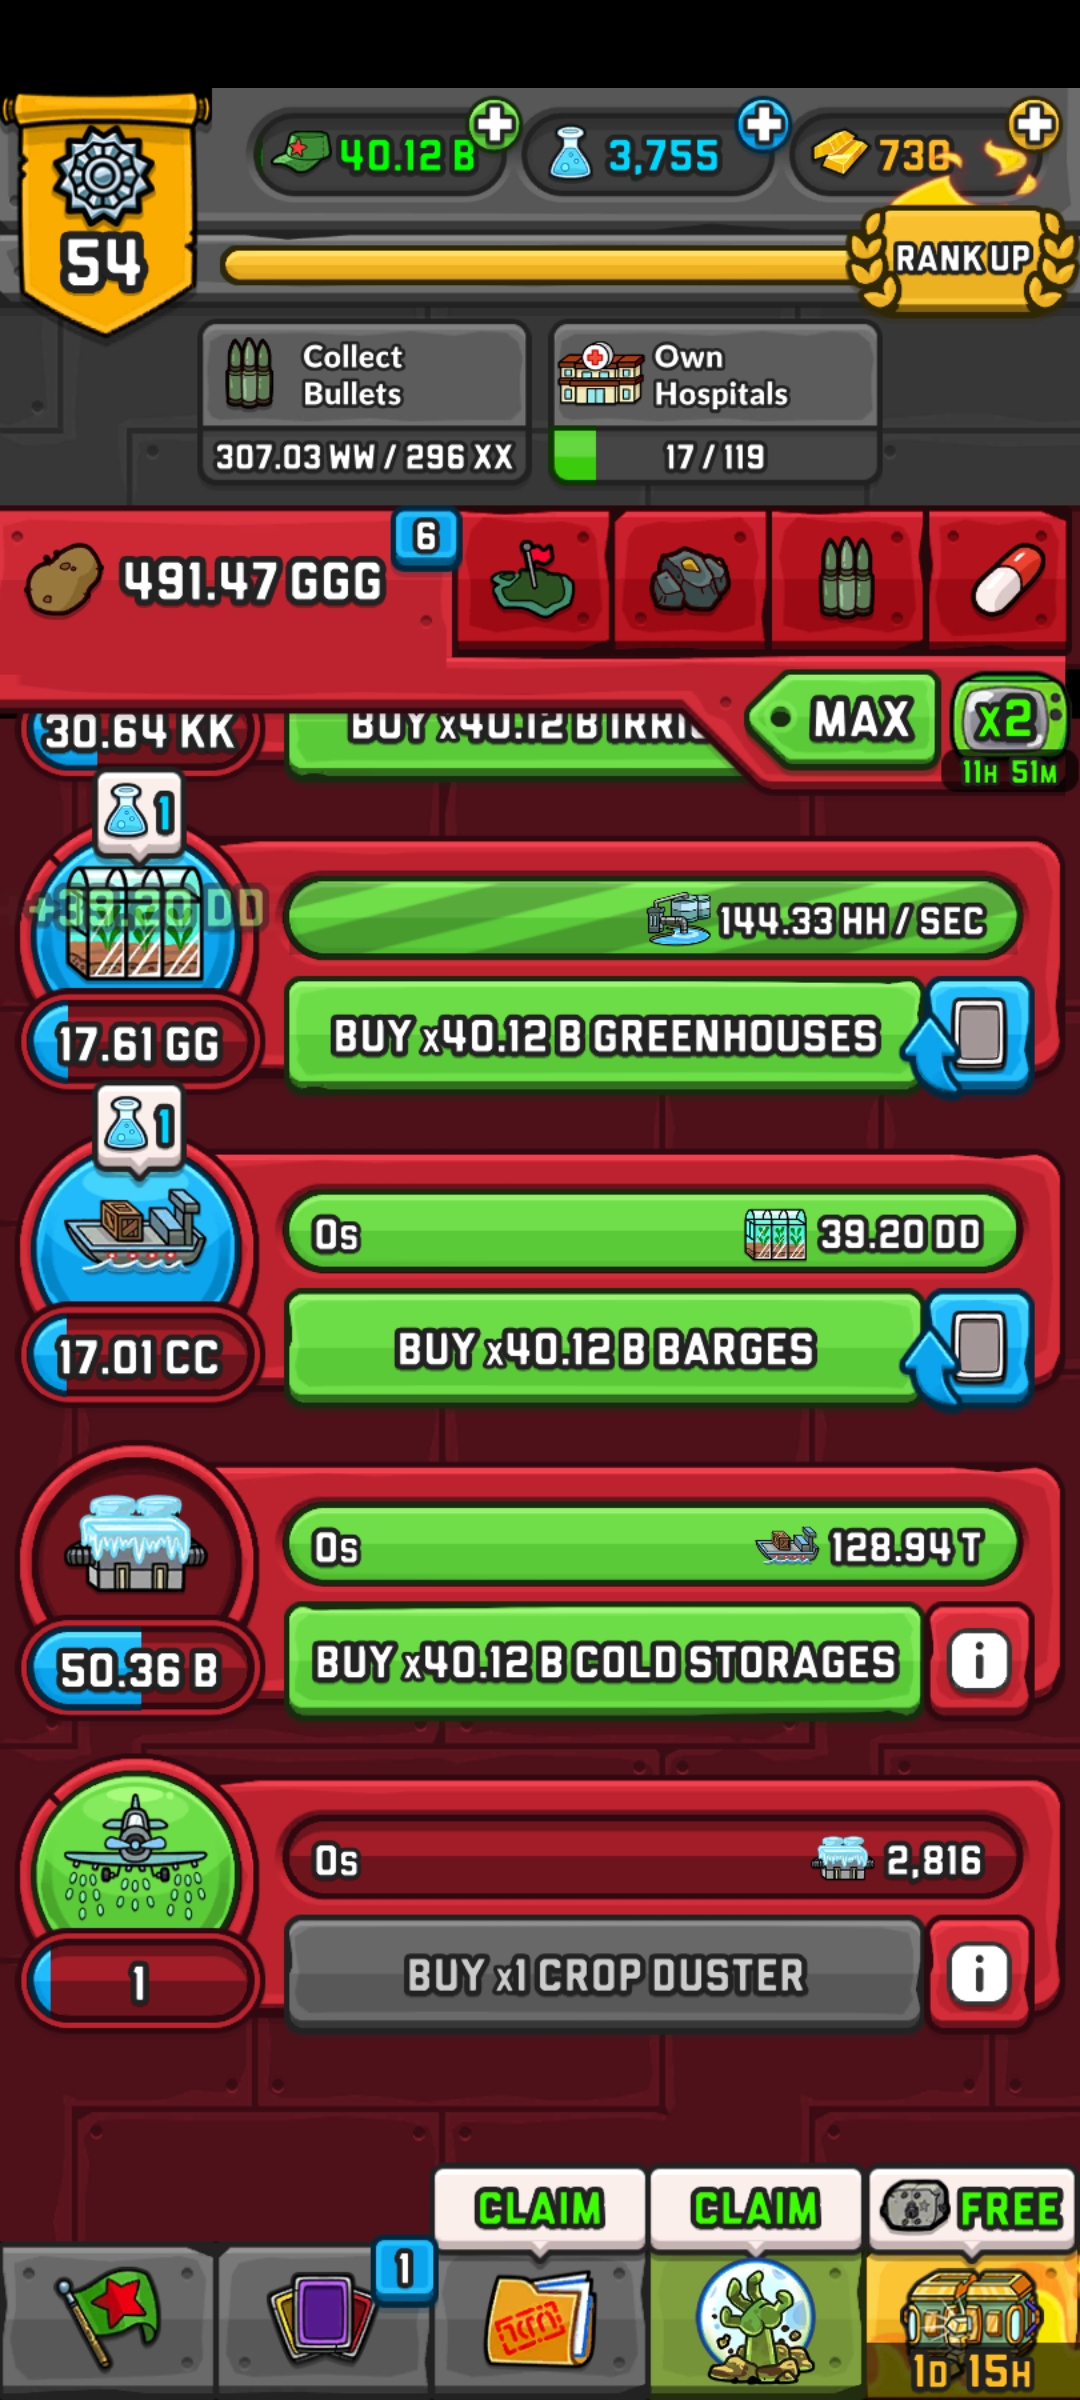 54
40.12 B
3,755
738
RANK UP
Collect
Bullets
307.03 WW / 296 XX
Own
Hospitals
17 / 119
491.47 GGG
6
MAX
x2
11H 51M
30.64 KK
BUY x40.12 B
1
+39.20 DD
144.33 HH / SEC
17.61 GG
BUY x40.12 B GREENHOUSES
1
0s
39.20 DD
17.01 CC
BUY x40.12 B BARGES
0s
128.94 T
50.36 B
BUY x40.12 B COLD STORAGES
i
0s
2,816
1
BUY x1 CROP DUSTER
i
CLAIM
CLAIM
FREE
1
1D 15H